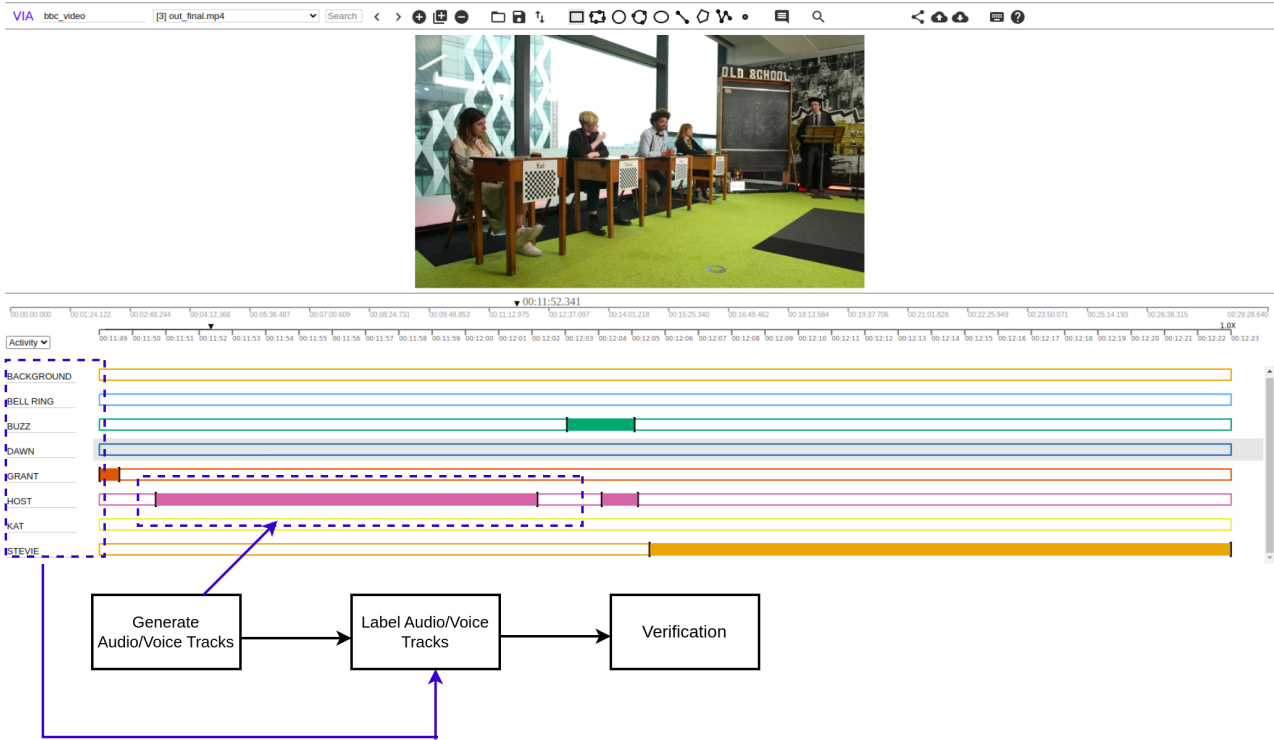 VIA bbc_video [3] out_final.mp4 Search
OLD SCHOOL
Kat
00:11:52.341
00:00:00.000 00:01:24.122 00:02:48.244 00:04:12.366 00:05:36.487 00:07:00.609 00:08:24.731 00:09:48.853 00:11:12.975 00:12:37.097 00:14:01.218 00:15:25.340 00:16:49.462 00:18:13.584 00:19:37.706 00:21:01.828 00:22:25.949 00:23:50.071 00:25:14.193 00:26:38.315 00:29:28.640
1.0X
Activity
00:11:49 00:11:50 00:11:51 00:11:52 00:11:53 00:11:54 00:11:55 00:11:56 00:11:57 00:11:58 00:11:59 00:12:00 00:12:01 00:12:02 00:12:03 00:12:04 00:12:05 00:12:06 00:12:07 00:12:08 00:12:09 00:12:10 00:12:11 00:12:12 00:12:13 00:12:14 00:12:15 00:12:16 00:12:17 00:12:18 00:12:19 00:12:20 00:12:21 00:12:22 00:12:23
BACKGROUND
BELL RING
BUZZ
DAWN
GRANT
HOST
KAT
STEVIE
Generate
Audio/Voice Tracks
Label Audio/Voice
Tracks
Verification